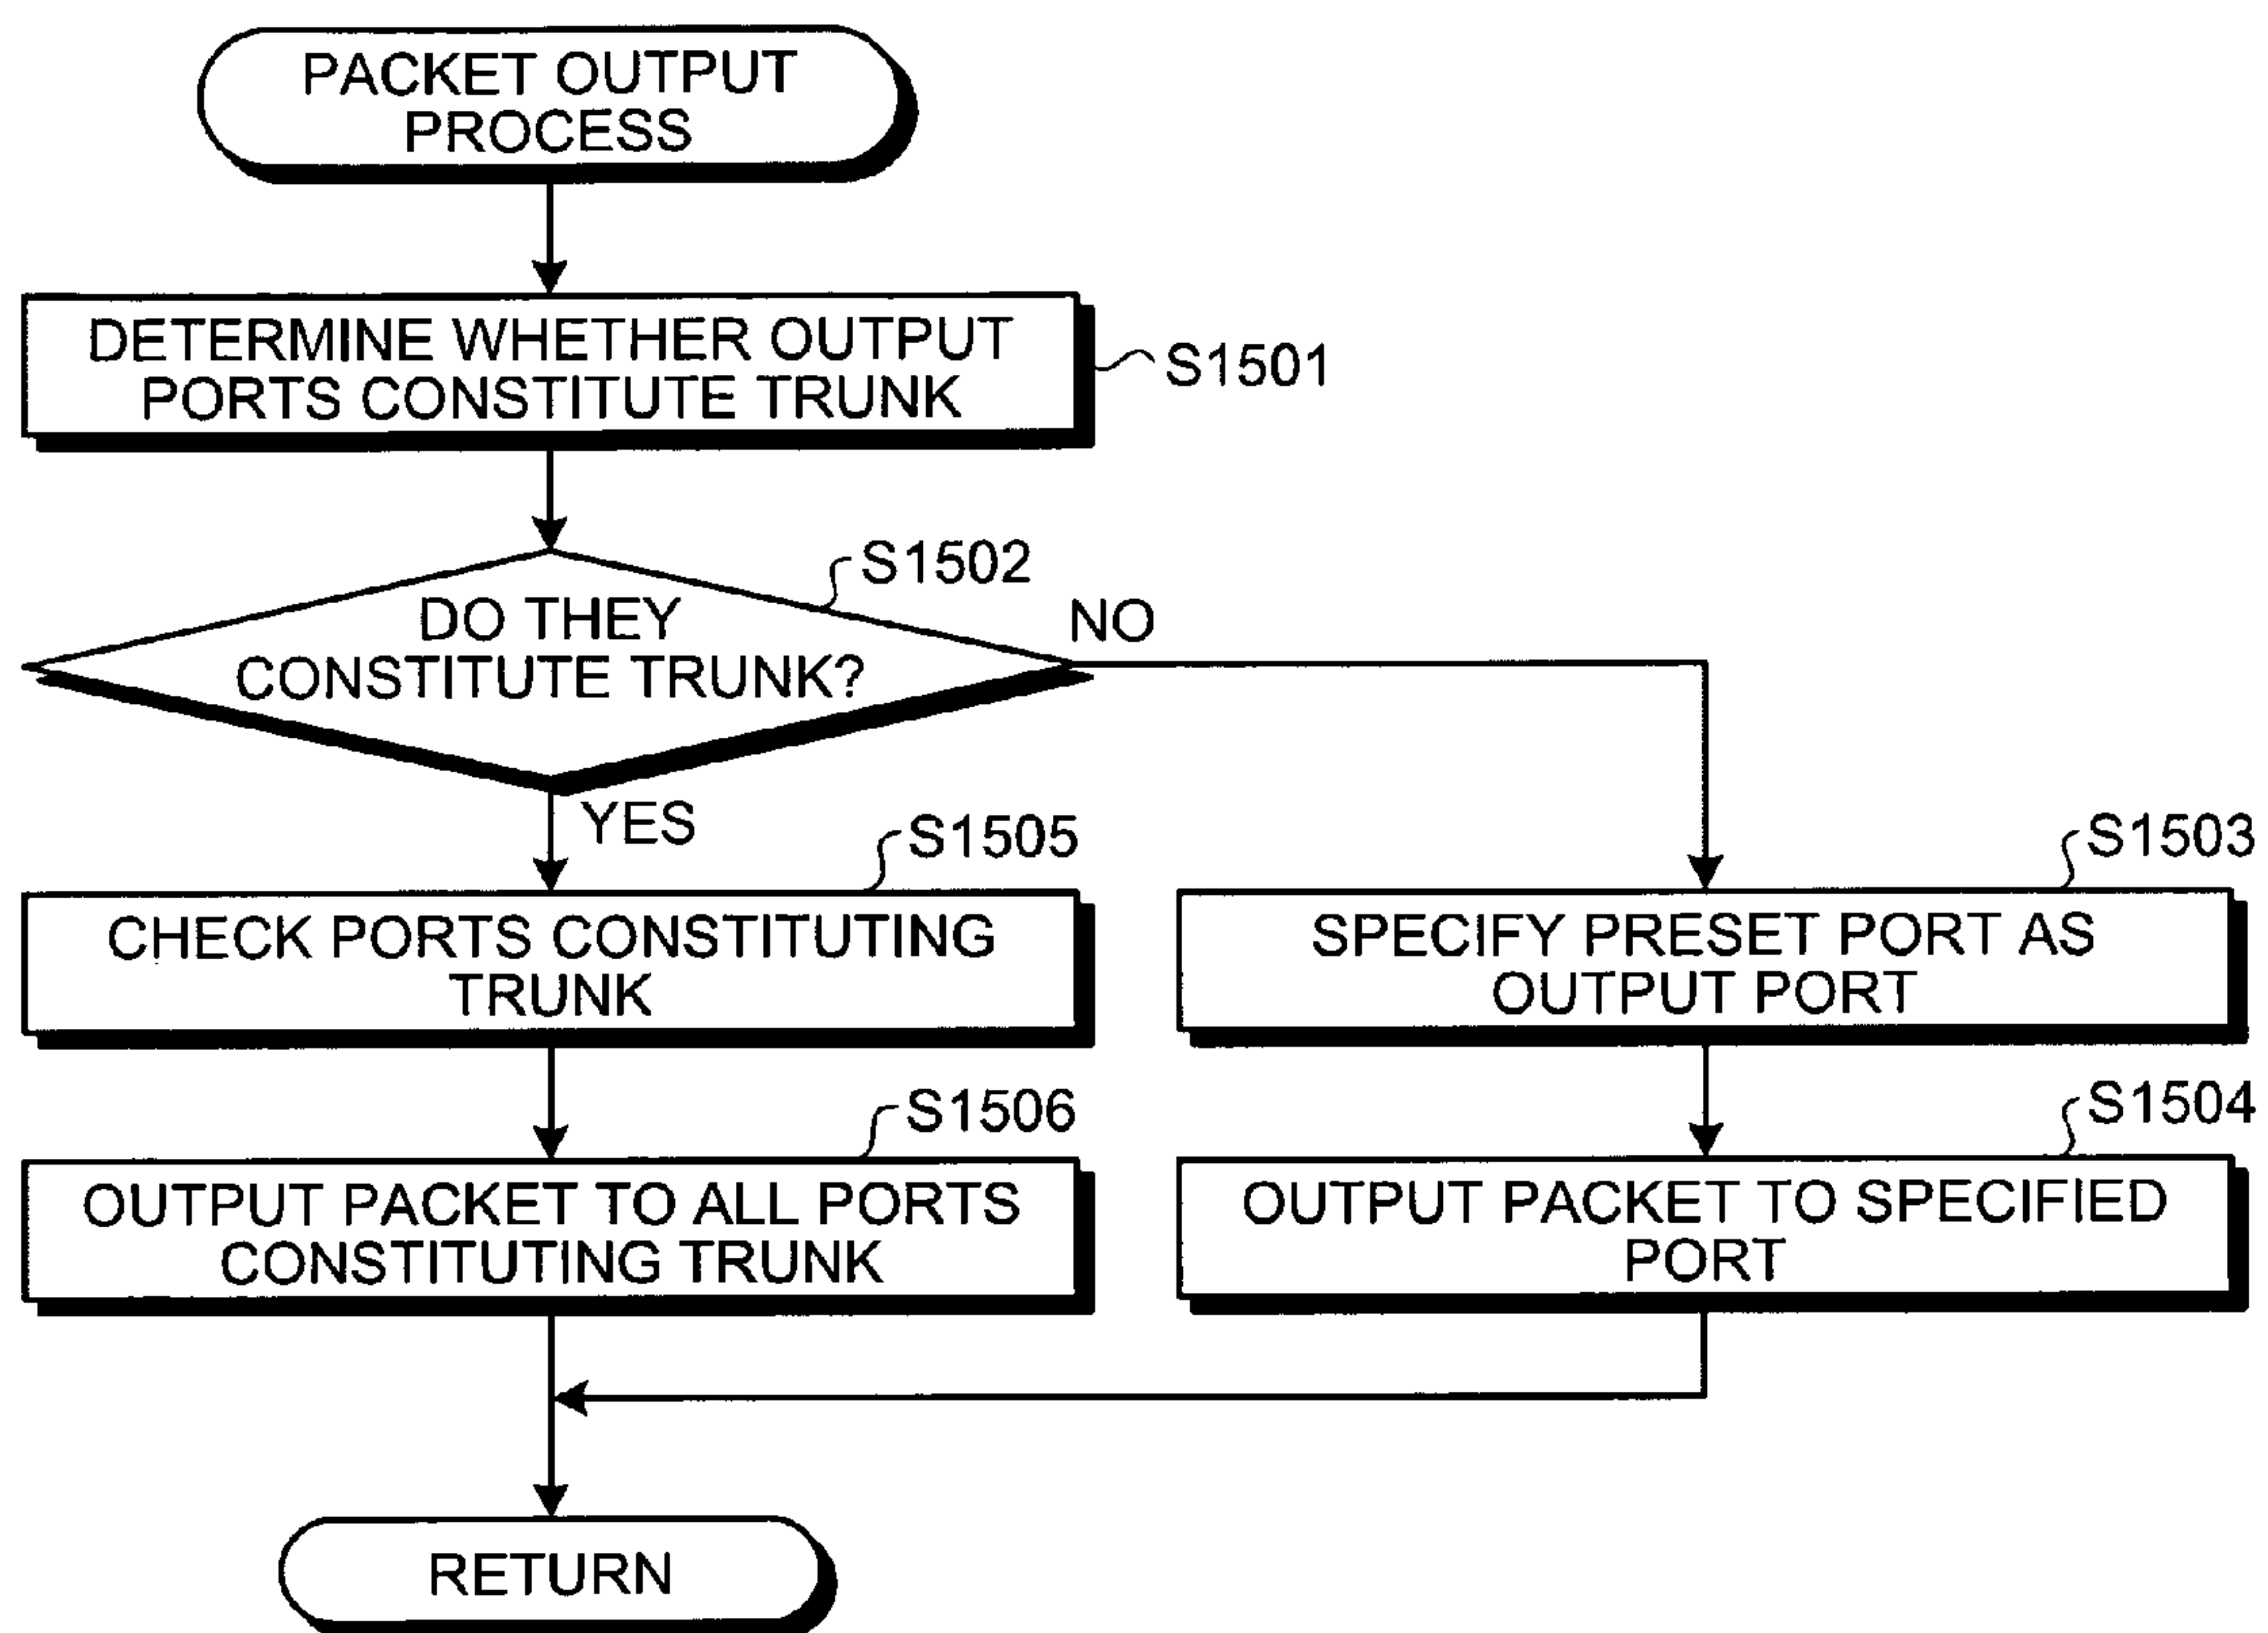 PACKET OUTPUT
PROCESS
DETERMINE WHETHER OUTPUT
PORTS CONSTITUTE TRUNK
S1501
S1502
DO THEY
CONSTITUTE TRUNK?
NO
YES
S1505
CHECK PORTS CONSTITUTING
TRUNK
S1503
SPECIFY PRESET PORT AS
OUTPUT PORT
S1506
OUTPUT PACKET TO ALL PORTS
CONSTITUTING TRUNK
S1504
OUTPUT PACKET TO SPECIFIED
PORT
RETURN